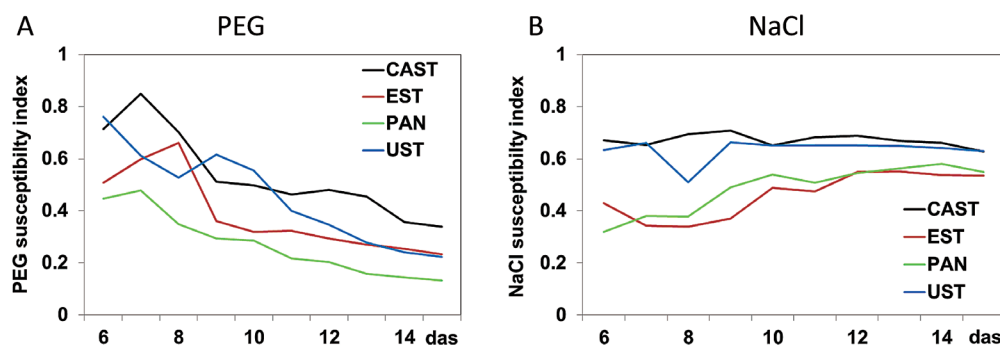 A
PEG
PEG susceptibilty index
1
0.8
0.6
0.4
0.2
0
6
8
10
12
14
das
CAST
EST
PAN
UST
B
NaCl
NaCl susceptibilty index
1
0.8
0.6
0.4
0.2
0
6
8
10
12
14
das
CAST
EST
PAN
UST